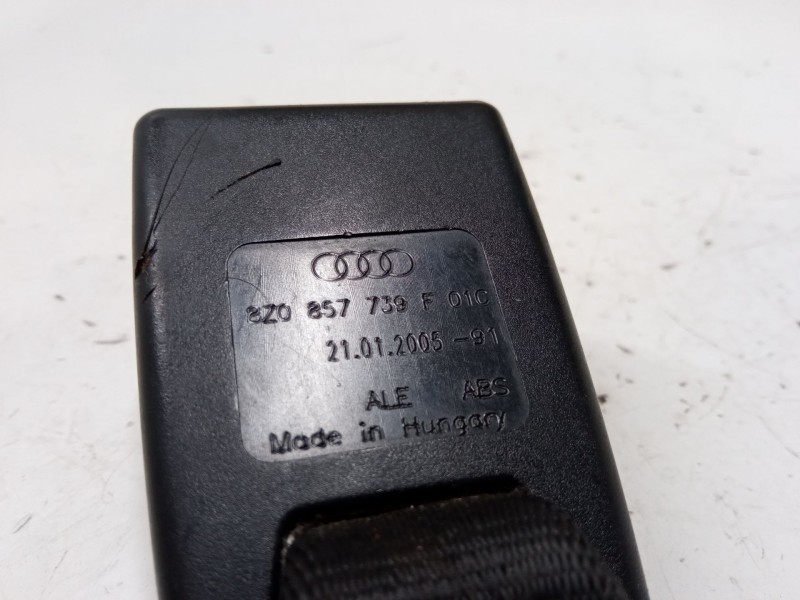 8Z0 857 739 F 01C
21.01.2005 -91
ALE ABS
Made in Hungary